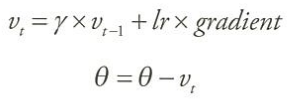 v_t = γ × v_{t−1} + lr × gradient
θ = θ − v_t